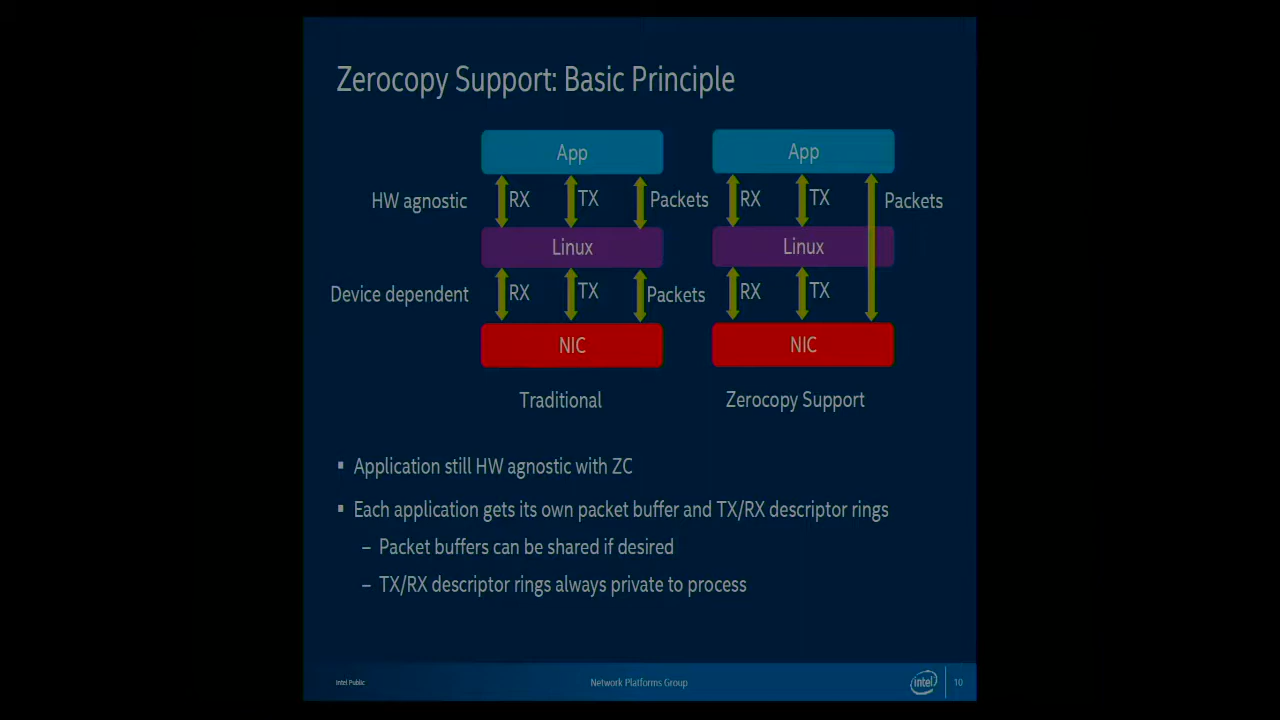 Zerocopy Support: Basic Principle
App App
HW agnostic RX TX Packets RX TX Packets
Linux Linux
Device dependent RX TX Packets RX TX
NIC NIC
Traditional Zerocopy Support
▪ Application still HW agnostic with ZC
▪ Each application gets its own packet buffer and TX/RX descriptor rings
– Packet buffers can be shared if desired
– TX/RX descriptor rings always private to process
Intel Public Network Platforms Group intel 10